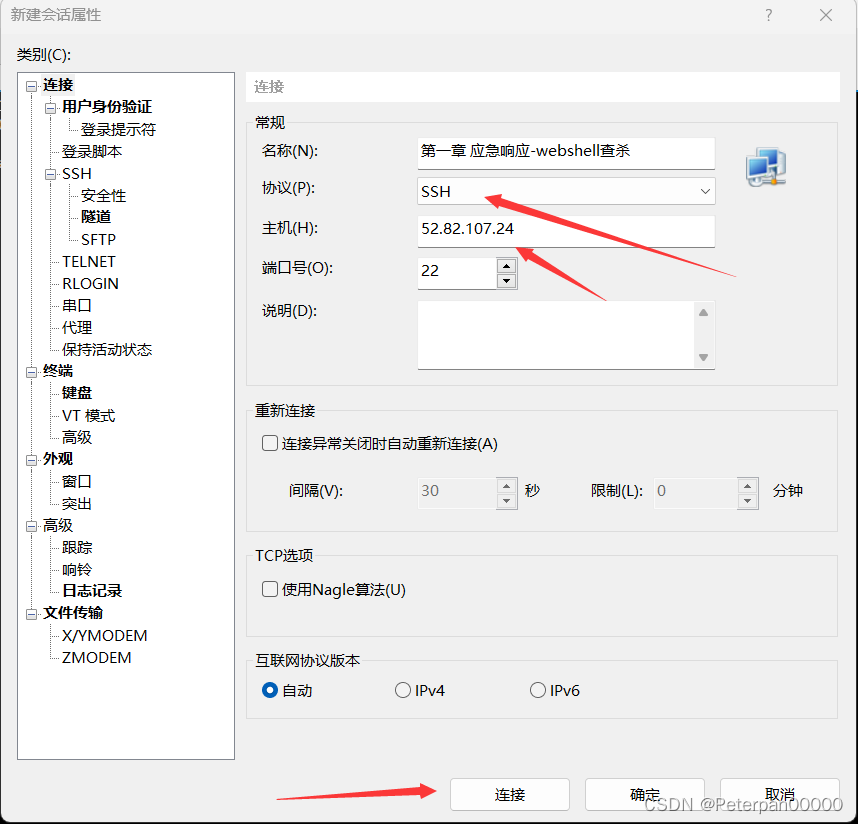 新建会话属性
?
类别(C):
连接
用户身份验证
登录提示符
登录脚本
SSH
安全性
隧道
SFTP
TELNET
RLOGIN
串口
代理
保持活动状态
终端
键盘
VT 模式
高级
外观
窗口
突出
高级
跟踪
响铃
日志记录
文件传输
X/YMODEM
ZMODEM
连接
常规
名称(N): 第一章 应急响应-webshell查杀
协议(P): SSH
主机(H): 52.82.107.24
端口号(O): 22
说明(D):
重新连接
连接异常关闭时自动重新连接(A)
间隔(V): 30 秒 限制(L): 0 分钟
TCP选项
使用Nagle算法(U)
互联网协议版本
自动 IPv4 IPv6
连接 确定 取消
CSDN @Peterpan00000